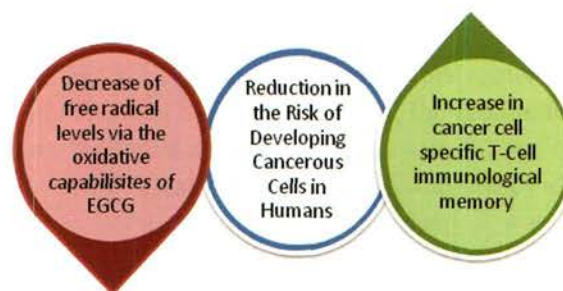 Decrease of
free radical
levels via the
oxidative
capabilisites of
EGCG
Reduction in
the Risk of
Developing
Cancerous
Cells in
Humans
Increase in
cancer cell
specific T-Cell
immunological
memory